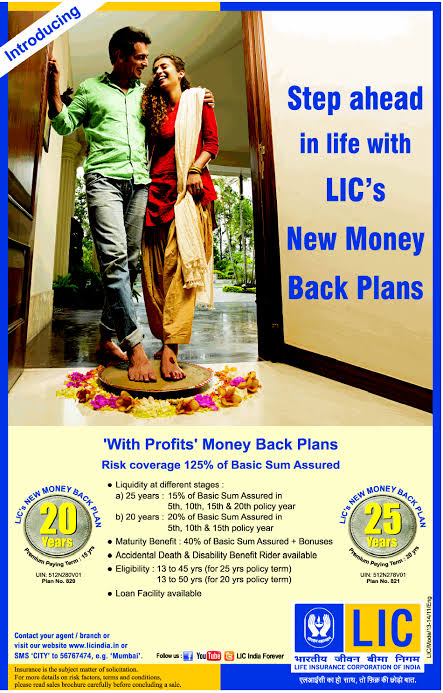 Introducing
Step ahead
in life with
LIC's
New Money
Back Plans
'With Profits' Money Back Plans
Risk coverage 125% of Basic Sum Assured
● Liquidity at different stages :
a) 25 years : 15% of Basic Sum Assured in
5th, 10th, 15th & 20th policy year
b) 20 years : 20% of Basic Sum Assured in
5th, 10th & 15th policy year
● Maturity Benefit : 40% of Basic Sum Assured + Bonuses
● Accidental Death & Disability Benefit Rider available
● Eligibility : 13 to 45 yrs (for 25 yrs policy term)
13 to 50 yrs (for 20 yrs policy term)
● Loan Facility available
LIC's NEW MONEY BACK PLAN
20
Years
Premium Paying Term : 15 yrs
UIN: 512N280V01
Plan No. 820
LIC's NEW MONEY BACK PLAN
25
Years
Premium Paying Term : 20 yrs
UIN: 512N278V01
Plan No. 821
Contact your agent / branch or
visit our website www.licindia.in or
SMS 'CITY' to 56767474, e.g. 'Mumbai'.
Follow us : f You Tube LIC India Forever
Insurance is the subject matter of solicitation.
For more details on risk factors, terms and conditions,
please read sales brochure carefully before concluding a sale.
LIC
भारतीय जीवन बीमा निगम
LIFE INSURANCE CORPORATION OF INDIA
एलआईसी का हो साथ, तो फ़िक्र की छोड़ो बात.